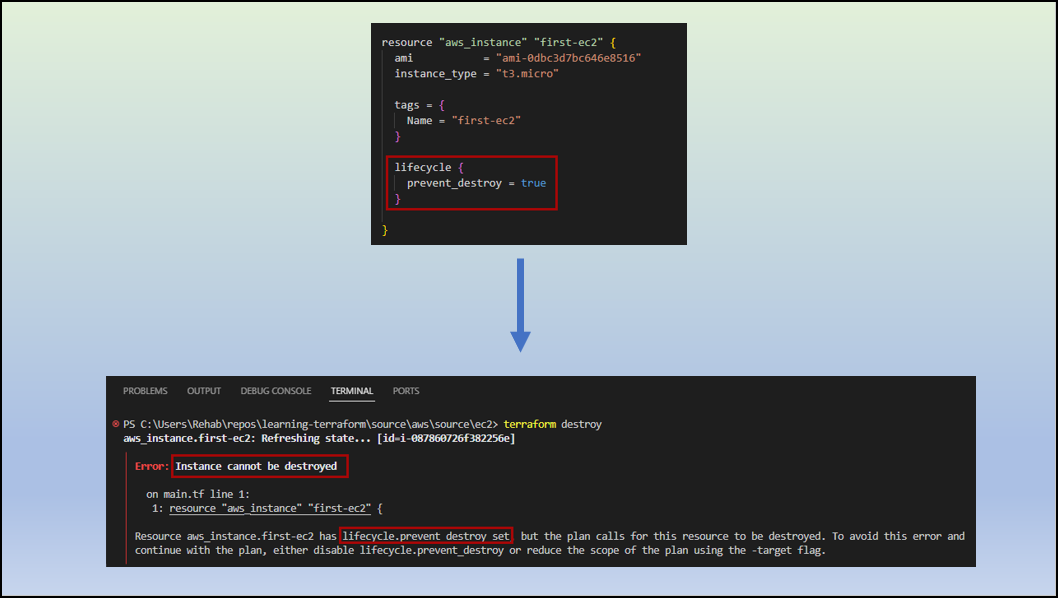 resource "aws_instance" "first-ec2" {
  ami           = "ami-0dbc3d7bc646e8516"
  instance_type = "t3.micro"
  tags = {
    Name = "first-ec2"
  }
  lifecycle {
    prevent_destroy = true
  }
}
PROBLEMS OUTPUT DEBUG CONSOLE TERMINAL PORTS
PS C:\Users\Rehab\repos\learning-terraform\source\aws\source\ec2> terraform destroy
aws_instance.first-ec2: Refreshing state... [id=i-087860726f382256e]
Error: Instance cannot be destroyed
on main.tf line 1:
1: resource "aws_instance" "first-ec2" {
Resource aws_instance.first-ec2 has lifecycle.prevent_destroy set, but the plan calls for this resource to be destroyed. To avoid this error and
continue with the plan, either disable lifecycle.prevent_destroy or reduce the scope of the plan using the -target flag.